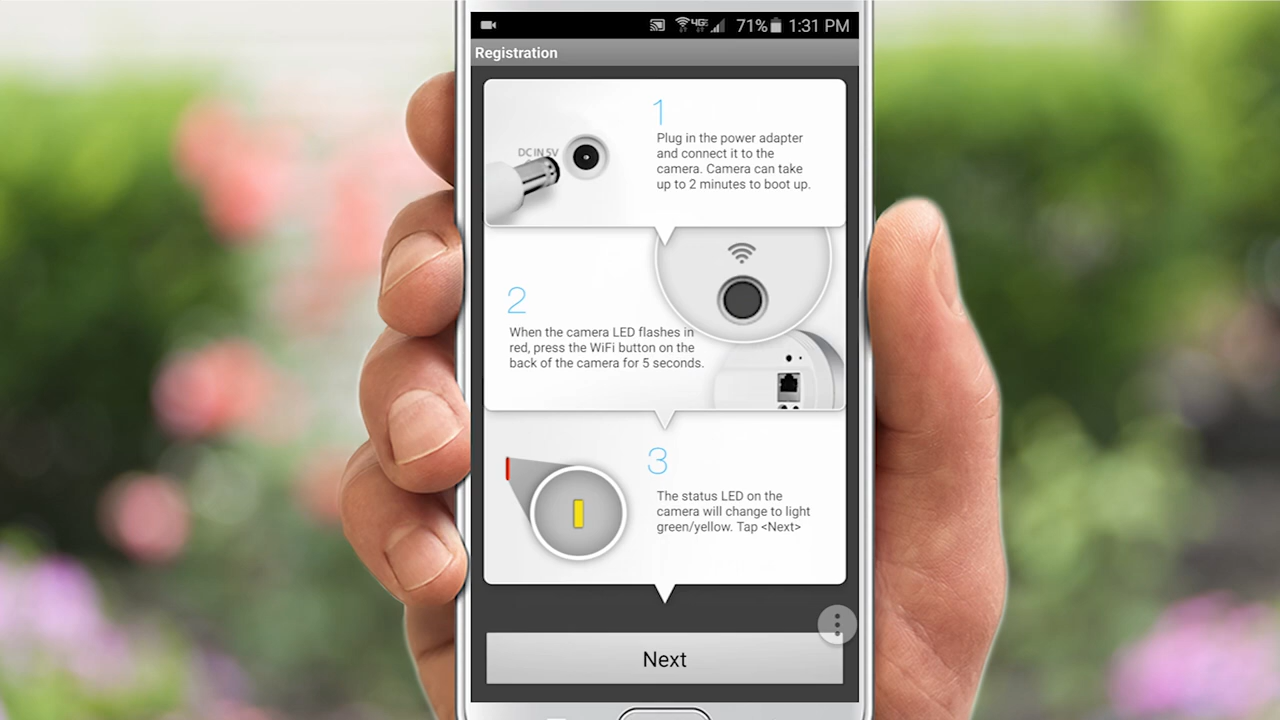 4G
71% 1:31 PM
Registration
1
DC IN 5V
Plug in the power adapter
and connect it to the
camera. Camera can take
up to 2 minutes to boot up.
2
When the camera LED flashes in
red, press the WiFi button on the
back of the camera for 5 seconds.
3
The status LED on the
camera will change to light
green/yellow. Tap <Next>
Next